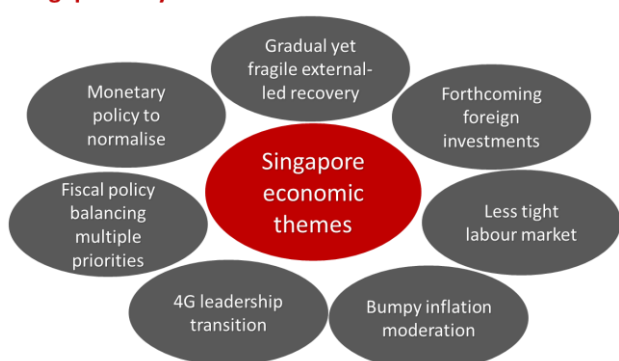 Gradual yet
fragile external-
led recovery
Monetary
policy to
normalise
Forthcoming
foreign
investments
Singapore
economic
themes
Fiscal policy
balancing
multiple
priorities
Less tight
labour market
4G leadership
transition
Bumpy inflation
moderation